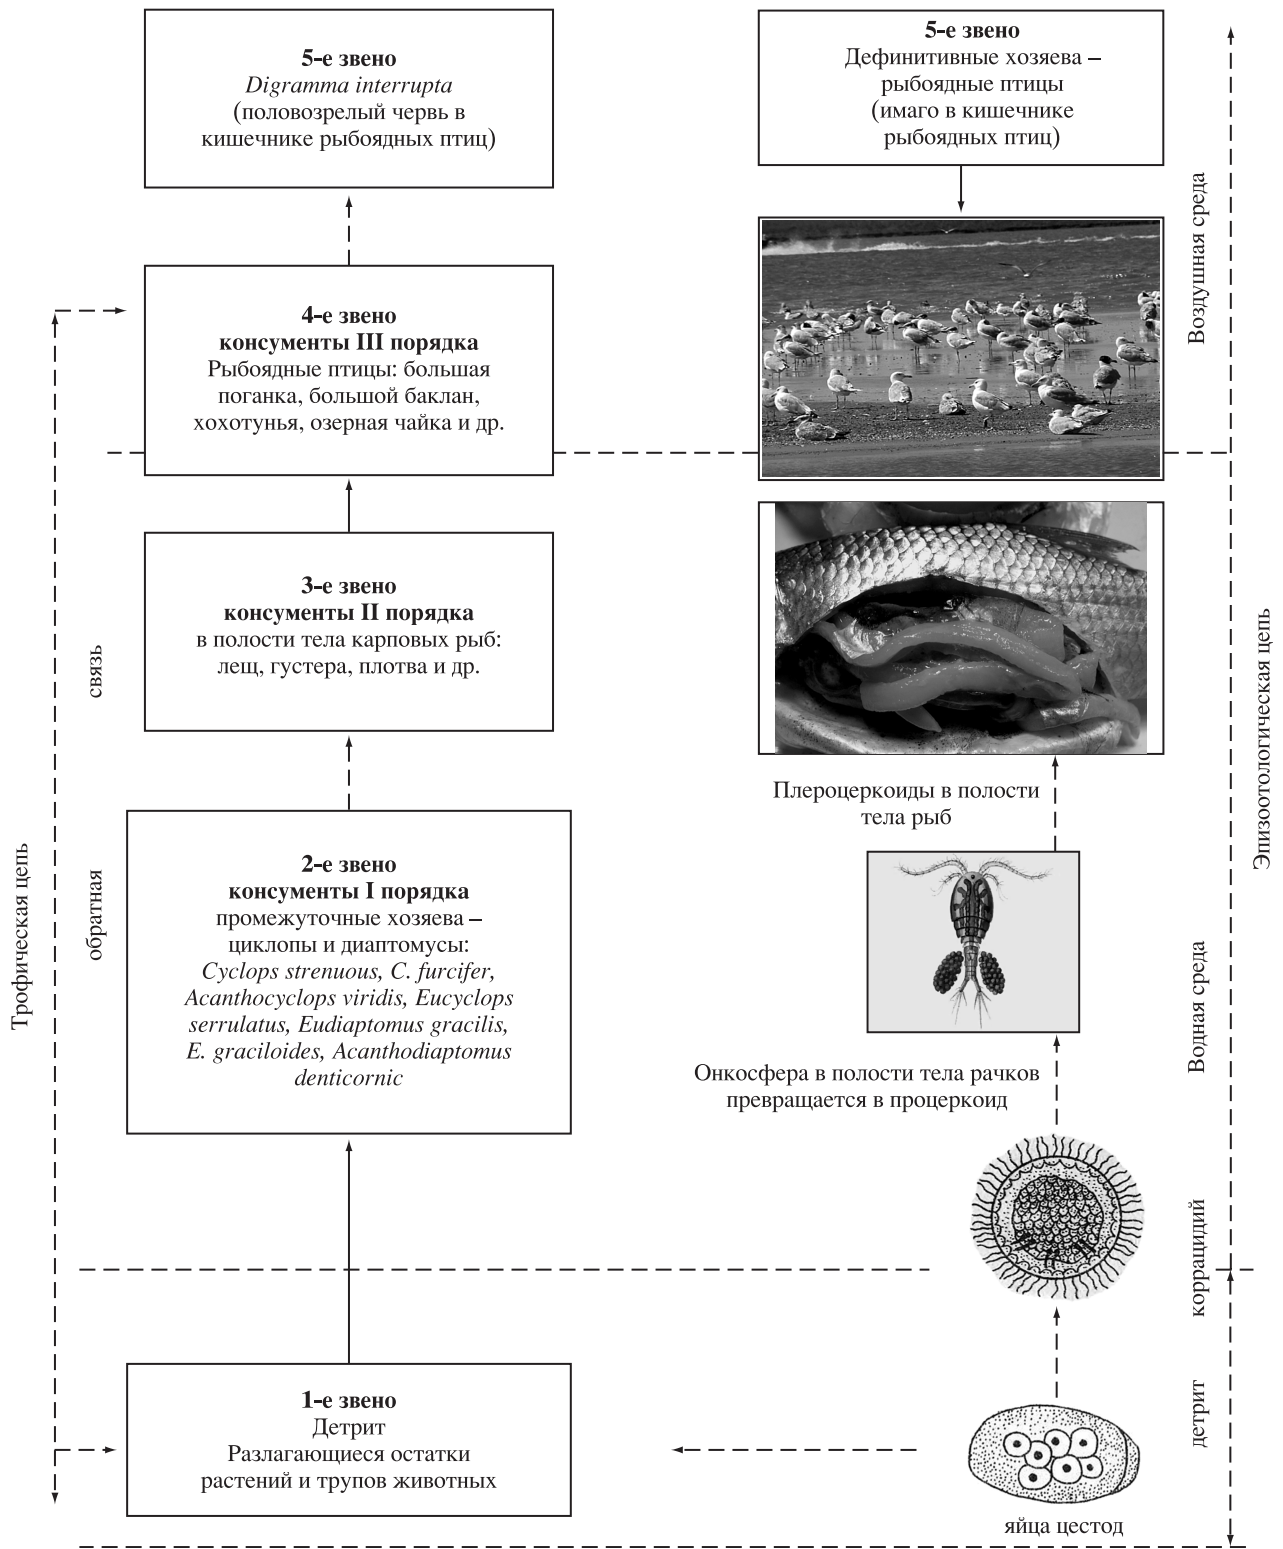 5-е звено
Digramma interrupta
(половозрелый червь в
кишечнике рыбоядных птиц)
4-е звено
консументы III порядка
Рыбоядные птицы: большая
поганка, большой баклан,
хохотунья, озерная чайка и др.
3-е звено
консументы II порядка
в полости тела карповых рыб:
лещ, густера, плотва и др.
2-е звено
консументы I порядка
промежуточные хозяева –
циклопы и диаптомусы:
Cyclops strenuous, C. furcifer,
Acanthocyclops viridis, Eucyclops
serrulatus, Eudiaptomus gracilis,
E. graciloides, Acanthodiaptomus
denticornic
1-е звено
Детрит
Разлагающиеся остатки
растений и трупов животных
Трофическая цепь
обратная
связь
5-е звено
Дефинитивные хозяева –
рыбоядные птицы
(имаго в кишечнике
рыбоядных птиц)
Плероцеркоиды в полости
тела рыб
Онкосфера в полости тела рачков
превращается в процеркоид
яйца цестод
Воздушная среда
Водная среда
коррацидий
детрит
Эпизоотологическая цепь